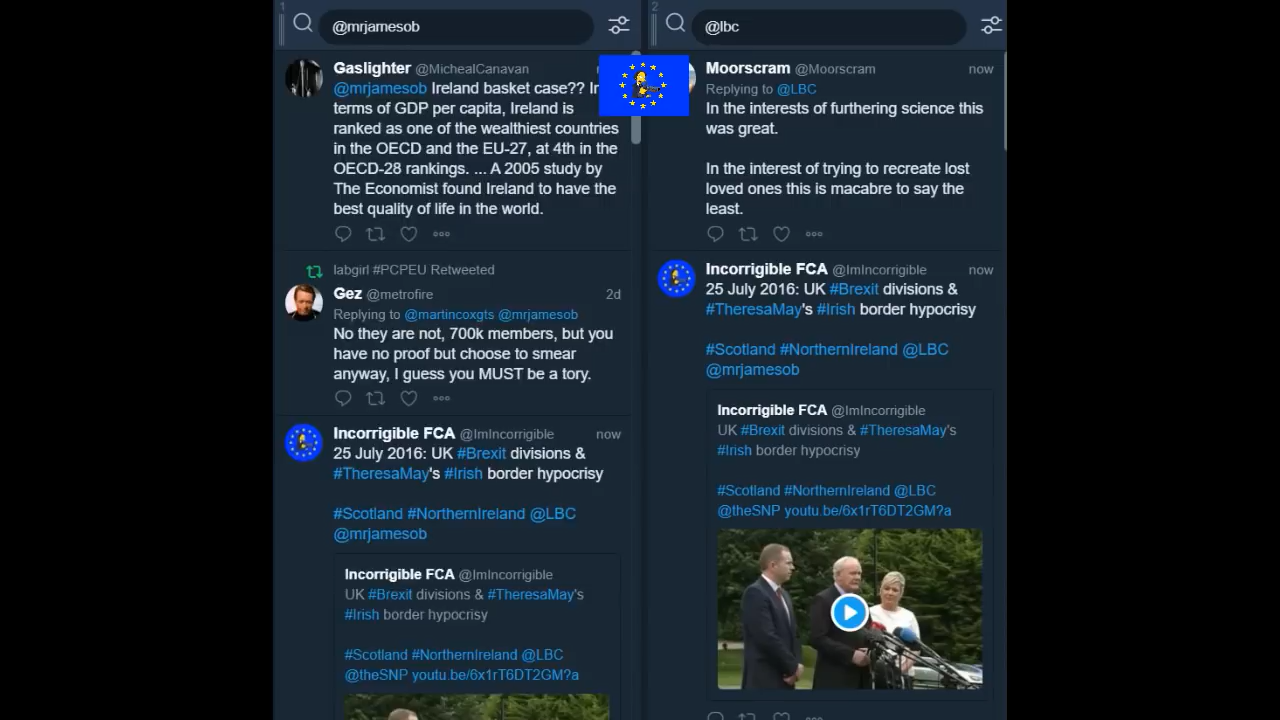 1
@mrjamesob
Gaslighter @MichealCanavan
@mrjamesob Ireland basket case?? In
terms of GDP per capita, Ireland is
ranked as one of the wealthiest countries
in the OECD and the EU-27, at 4th in the
OECD-28 rankings. ... A 2005 study by
The Economist found Ireland to have the
best quality of life in the world.
labgirl #PCPEU Retweeted
Gez @metrofire 2d
Replying to @martincoxgts @mrjamesob
No they are not, 700k members, but you
have no proof but choose to smear
anyway, I guess you MUST be a tory.
Incorrigible FCA @ImIncorrigible now
25 July 2016: UK #Brexit divisions &
#TheresaMay's #Irish border hypocrisy
#Scotland #NorthernIreland @LBC
@mrjamesob
Incorrigible FCA @ImIncorrigible
UK #Brexit divisions & #TheresaMay's
#Irish border hypocrisy
#Scotland #NorthernIreland @LBC
@theSNP youtu.be/6x1rT6DT2GM?a
2
@lbc
Moorscram @Moorscram now
Replying to @LBC
In the interests of furthering science this
was great.
In the interest of trying to recreate lost
loved ones this is macabre to say the
least.
Incorrigible FCA @ImIncorrigible now
25 July 2016: UK #Brexit divisions &
#TheresaMay's #Irish border hypocrisy
#Scotland #NorthernIreland @LBC
@mrjamesob
Incorrigible FCA @ImIncorrigible
UK #Brexit divisions & #TheresaMay's
#Irish border hypocrisy
#Scotland #NorthernIreland @LBC
@theSNP youtu.be/6x1rT6DT2GM?a